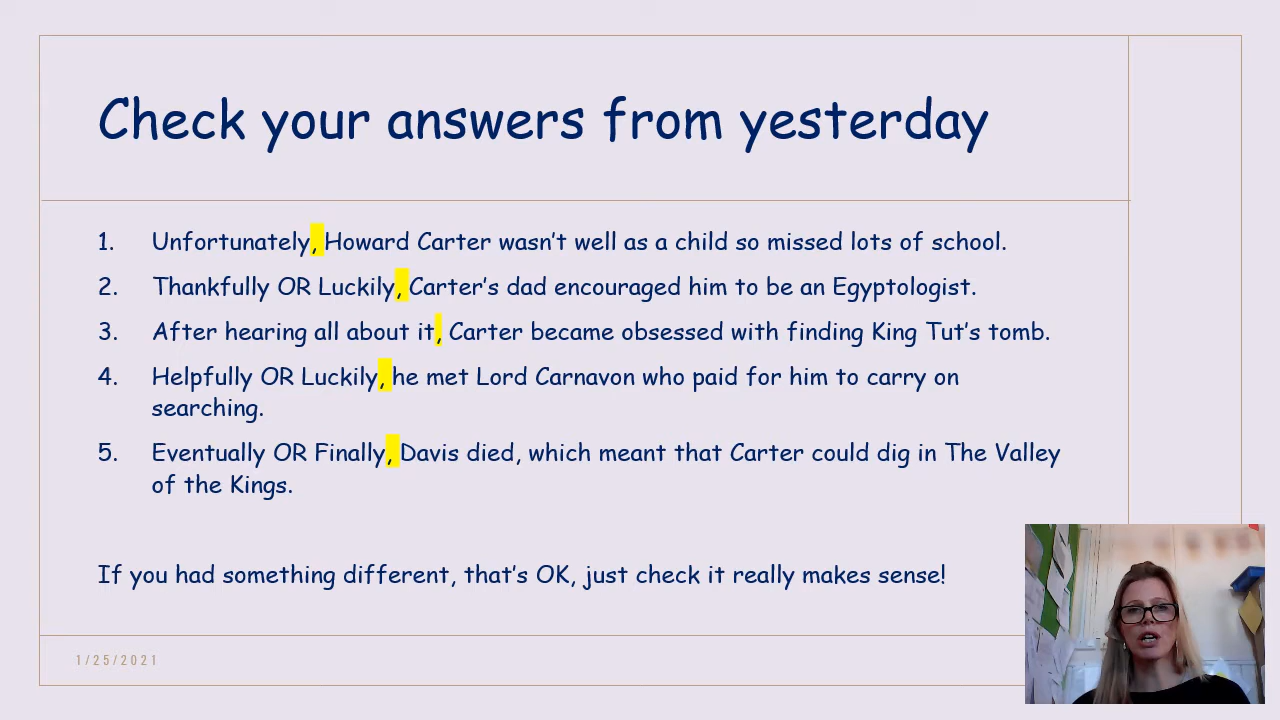 Check your answers from yesterday
1. Unfortunately, Howard Carter wasn't well as a child so missed lots of school.
2. Thankfully OR Luckily, Carter's dad encouraged him to be an Egyptologist.
3. After hearing all about it, Carter became obsessed with finding King Tut's tomb.
4. Helpfully OR Luckily, he met Lord Carnavon who paid for him to carry on
searching.
5. Eventually OR Finally, Davis died, which meant that Carter could dig in The Valley
of the Kings.
If you had something different, that's OK, just check it really makes sense!
1/25/2021